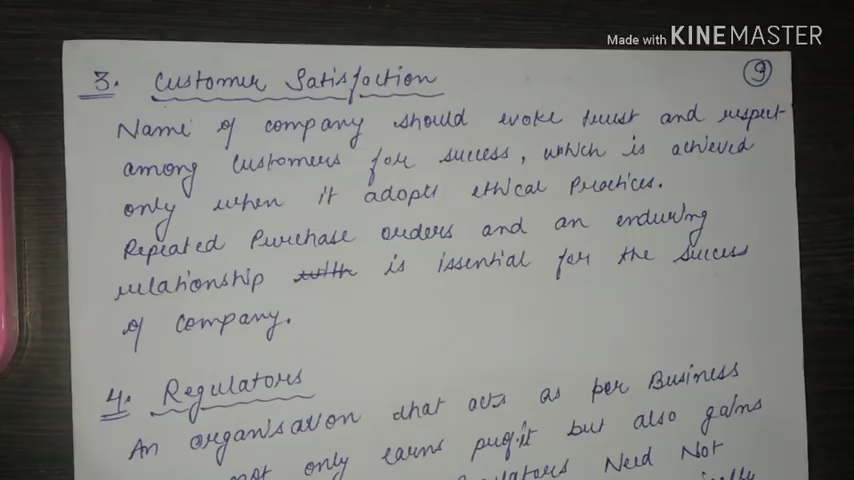 Made with KINEMASTER
3. Customer Satisfaction
9
Name of company should evoke trust and respect
among customers for success, which is achieved
only when it adopts ethical Practices.
Repeated Purchase orders and an enduring
relationship with is issential for the success
of company.
4. Regulators
An organisation that acts as per Business
not only earns profit but also gains
Need Not